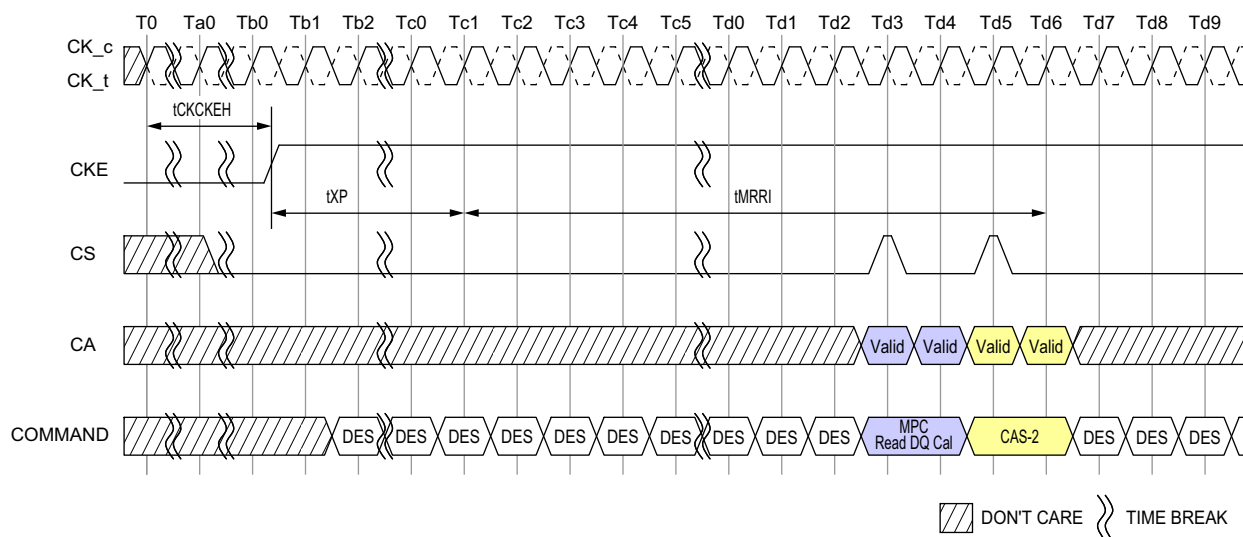 T0 Ta0 Tb0 Tb1 Tb2 Tc0 Tc1 Tc2 Tc3 Tc4 Tc5 Td0 Td1 Td2 Td3 Td4 Td5 Td6 Td7 Td8 Td9
CK_c
CK_t
tCKCKEH
CKE
tXP tMRRI
CS
CA Valid Valid Valid Valid
COMMAND DES DES DES DES DES DES DES DES DES DES MPC
Read DQ Cal CAS-2 DES DES DES
DON'T CARE TIME BREAK